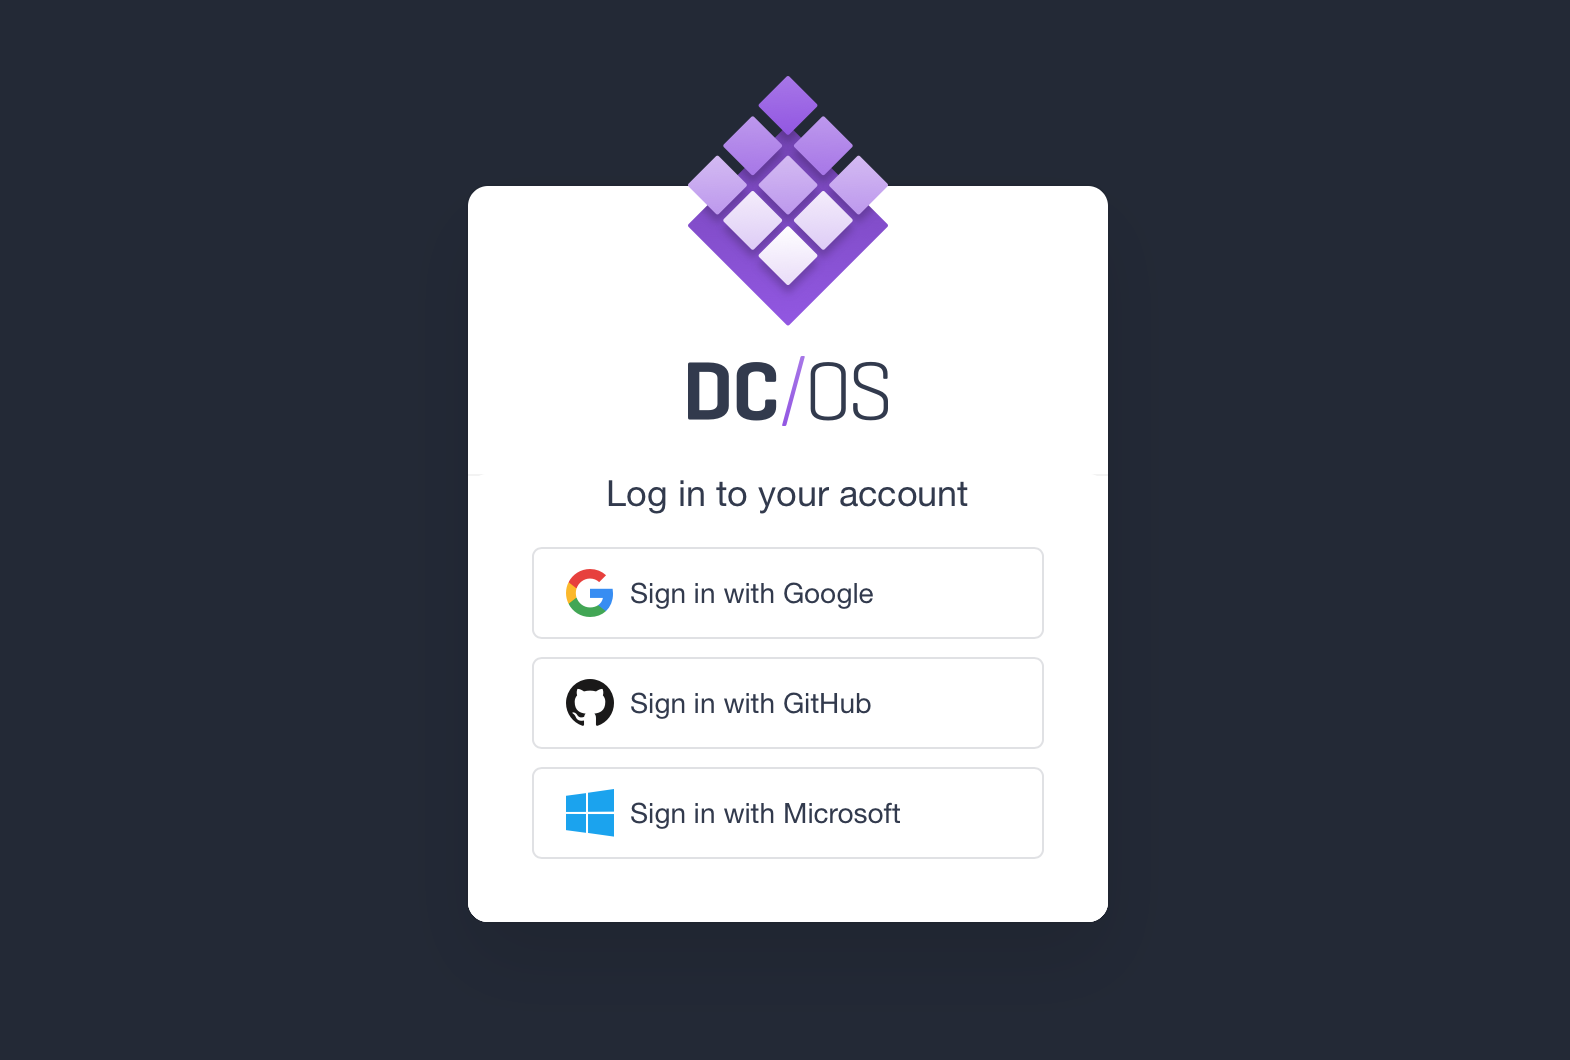 DC/OS
Log in to your account
Sign in with Google
Sign in with GitHub
Sign in with Microsoft